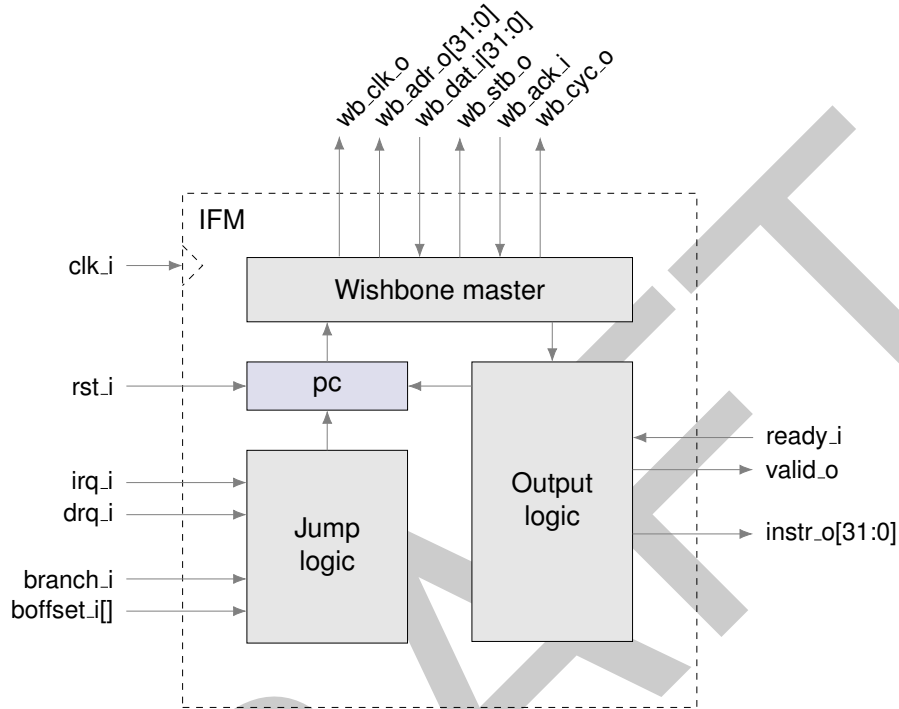 wb_clk_o
wb_adr_o[31:0]
wb_dat_i[31:0]
wb_stb_o
wb_ack_i
wb_cyc_o
IFM
clk_i
Wishbone master
rst_i
pc
ready_i
valid_o
irq_i
drq_i
Jump
logic
Output
logic
instr_o[31:0]
branch_i
boffset_i[]